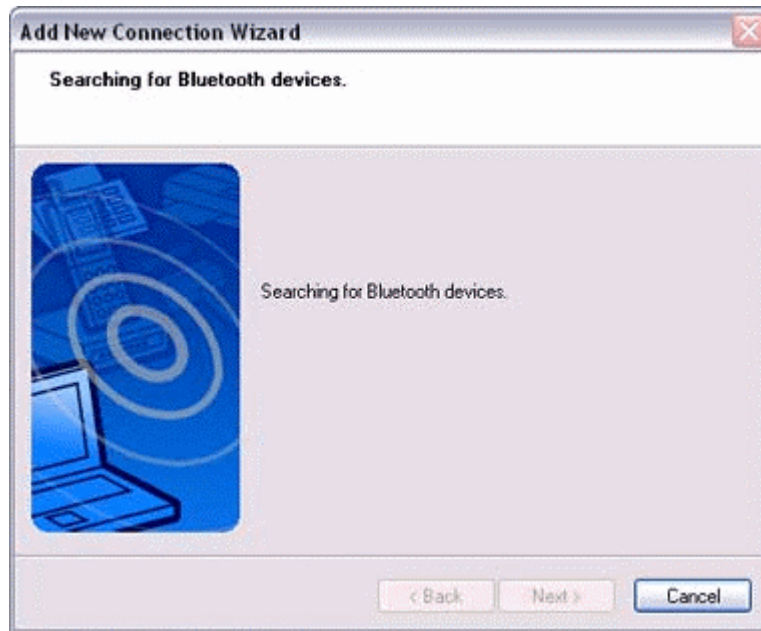 Add New Connection Wizard
Searching for Bluetooth devices.
Searching for Bluetooth devices.
< Back
Next >
Cancel